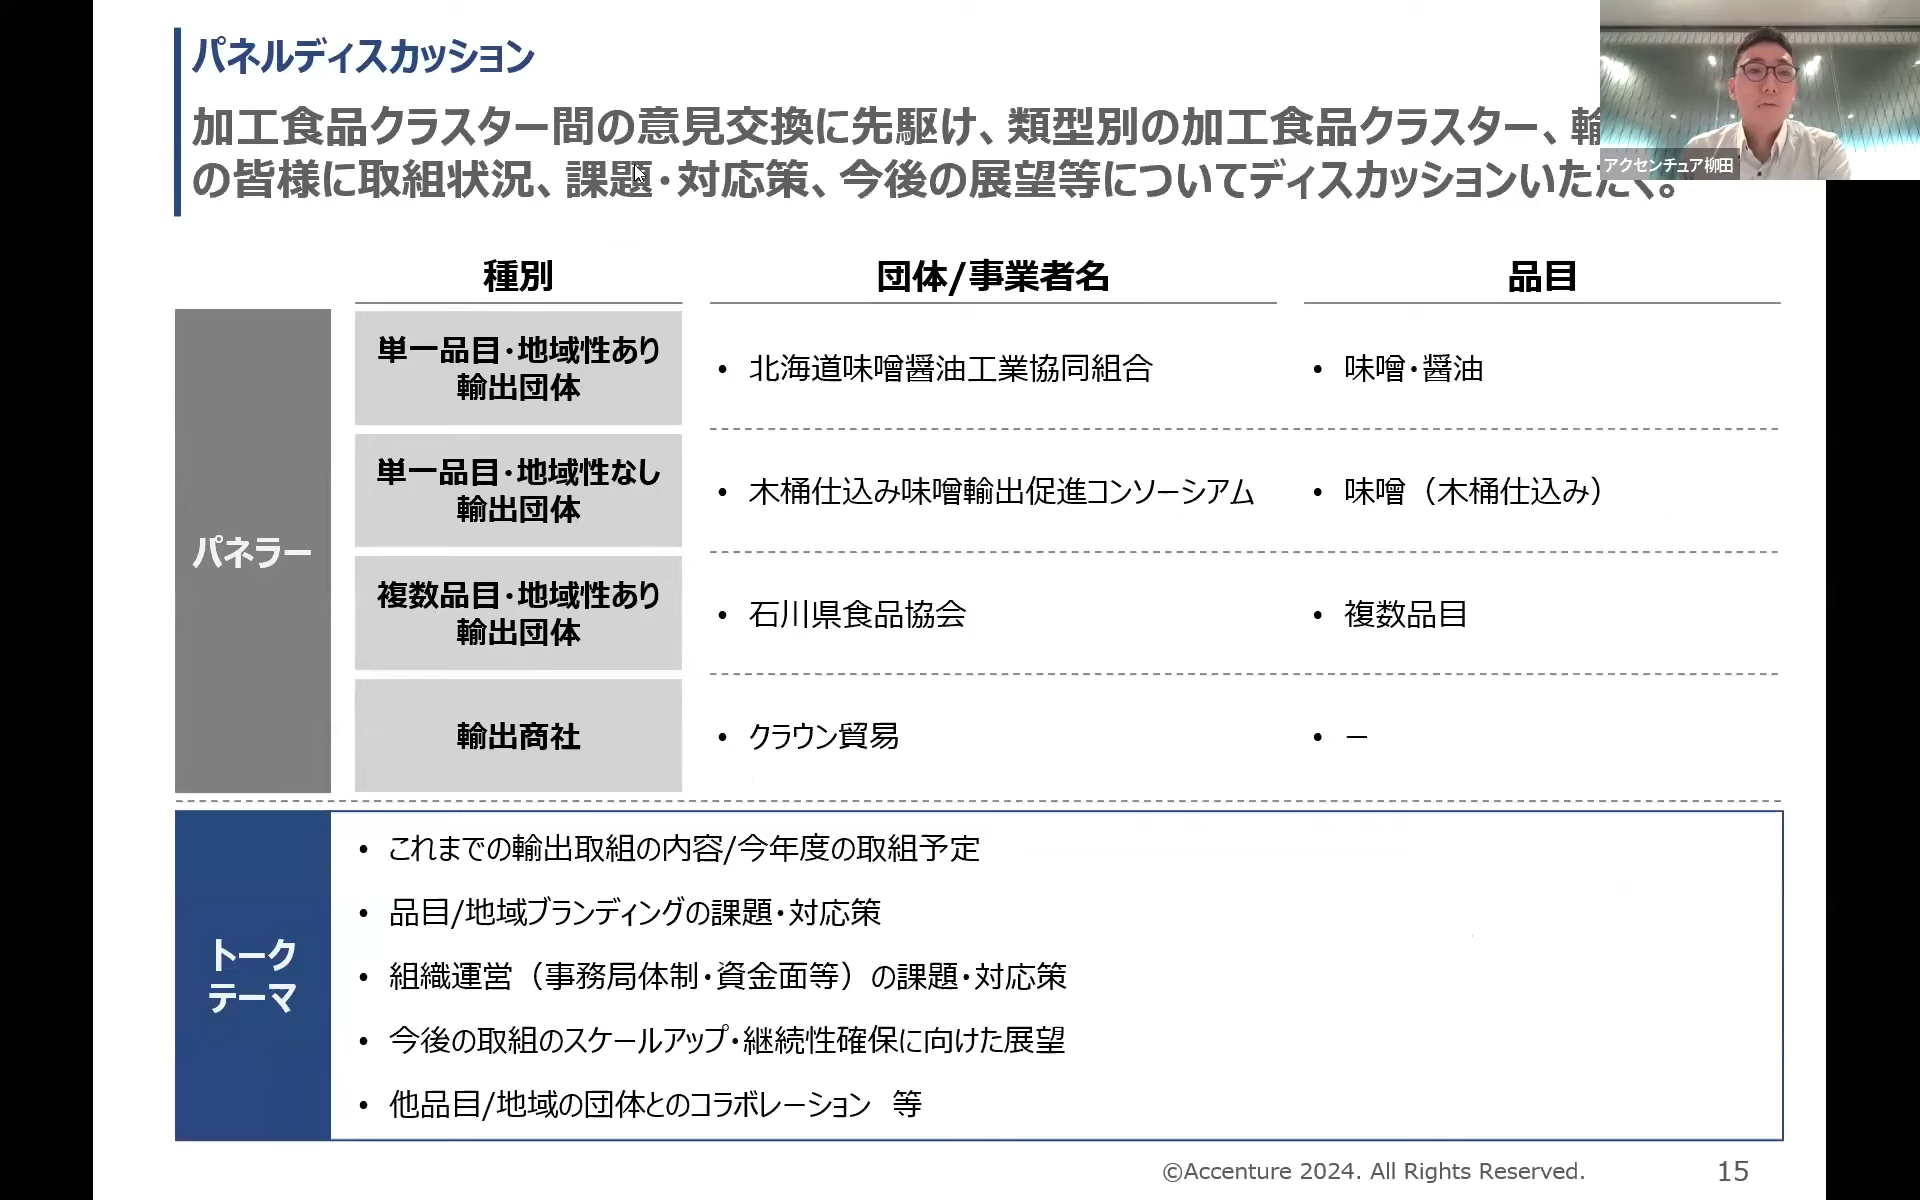 パネルディスカッション
加工食品クラスター間の意見交換に先駆け、類型別の加工食品クラスター、輸
の皆様に取組状況、課題・対応策、今後の展望等についてディスカッションいただく。
アクセンチュア柳田
種別 団体/事業者名 品目
パネラー
単一品目・地域性あり
輸出団体
• 北海道味噌醤油工業協同組合 • 味噌・醤油
単一品目・地域性なし
輸出団体
• 木桶仕込み味噌輸出促進コンソーシアム • 味噌（木桶仕込み）
複数品目・地域性あり
輸出団体
• 石川県食品協会 • 複数品目
輸出商社 • クラウン貿易 • －
トーク
テーマ
• これまでの輸出取組の内容/今年度の取組予定
• 品目/地域ブランディングの課題・対応策
• 組織運営（事務局体制・資金面等）の課題・対応策
• 今後の取組のスケールアップ・継続性確保に向けた展望
• 他品目/地域の団体とのコラボレーション 等
©Accenture 2024. All Rights Reserved. 15